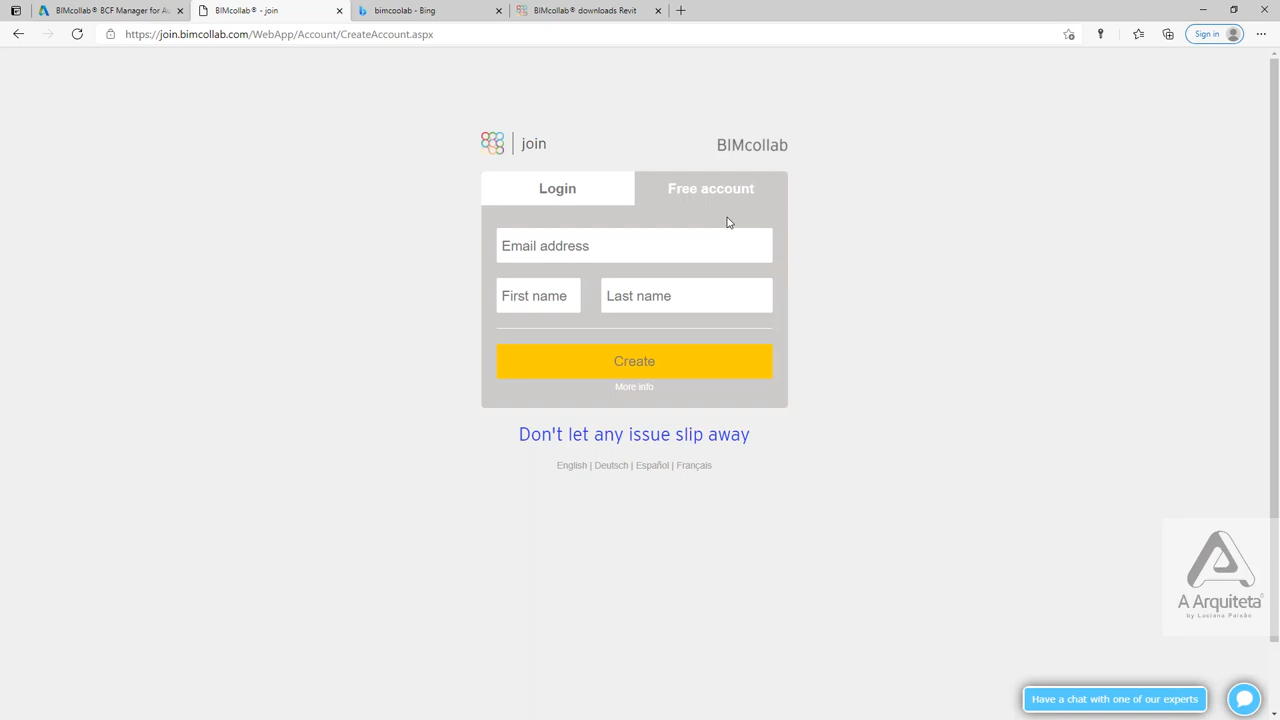 BIMcollab® BCF Manager for Au
BIMcollab® - join
bimcoolab - Bing
BIMcollab® downloads Revit
https://join.bimcollab.com/WebApp/Account/CreateAccount.aspx
Sign in
join
BIMcollab
Login
Free account
Email address
First name
Last name
Create
More info
Don't let any issue slip away
English | Deutsch | Español | Français
A Arquiteta®
by Luciana Paixão
Have a chat with one of our experts